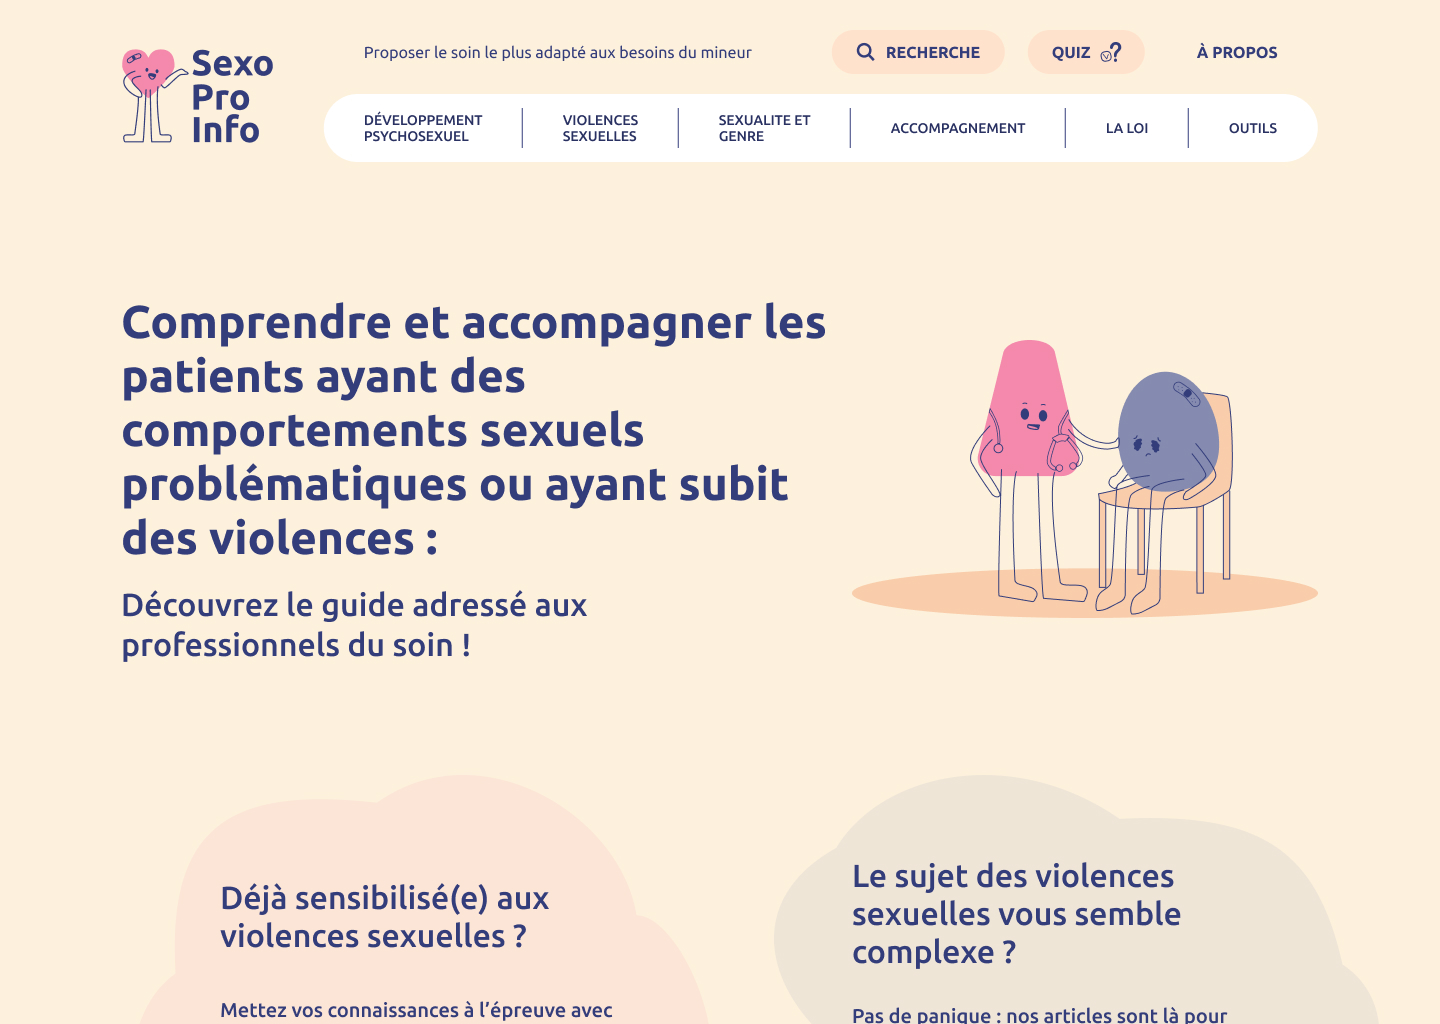 Sexo
Pro
Info
Proposer le soin le plus adapté aux besoins du mineur
RECHERCHE
QUIZ
À PROPOS
DÉVELOPPEMENT
PSYCHOSEXUEL
VIOLENCES
SEXUELLES
SEXUALITE ET
GENRE
ACCOMPAGNEMENT
LA LOI
OUTILS
Comprendre et accompagner les
patients ayant des
comportements sexuels
problématiques ou ayant subit
des violences :
Découvrez le guide adressé aux
professionnels du soin !
Déjà sensibilisé(e) aux
violences sexuelles ?
Mettez vos connaissances à l’épreuve avec
Le sujet des violences
sexuelles vous semble
complexe ?
Pas de panique : nos articles sont là pour